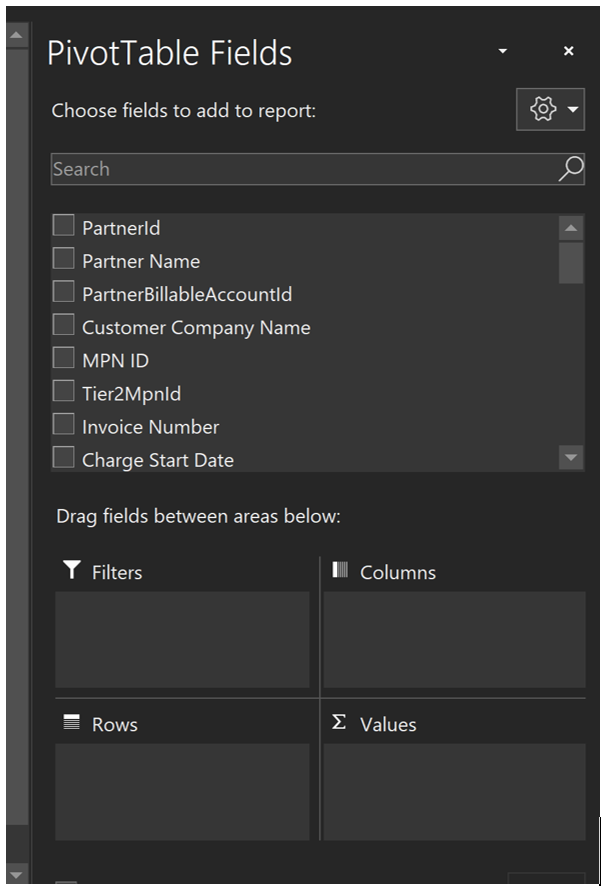 PivotTable Fields
Choose fields to add to report:
Search
PartnerId
Partner Name
PartnerBillableAccountId
Customer Company Name
MPN ID
Tier2MpnId
Invoice Number
Charge Start Date
Drag fields between areas below:
Filters
Columns
Rows
Σ Values